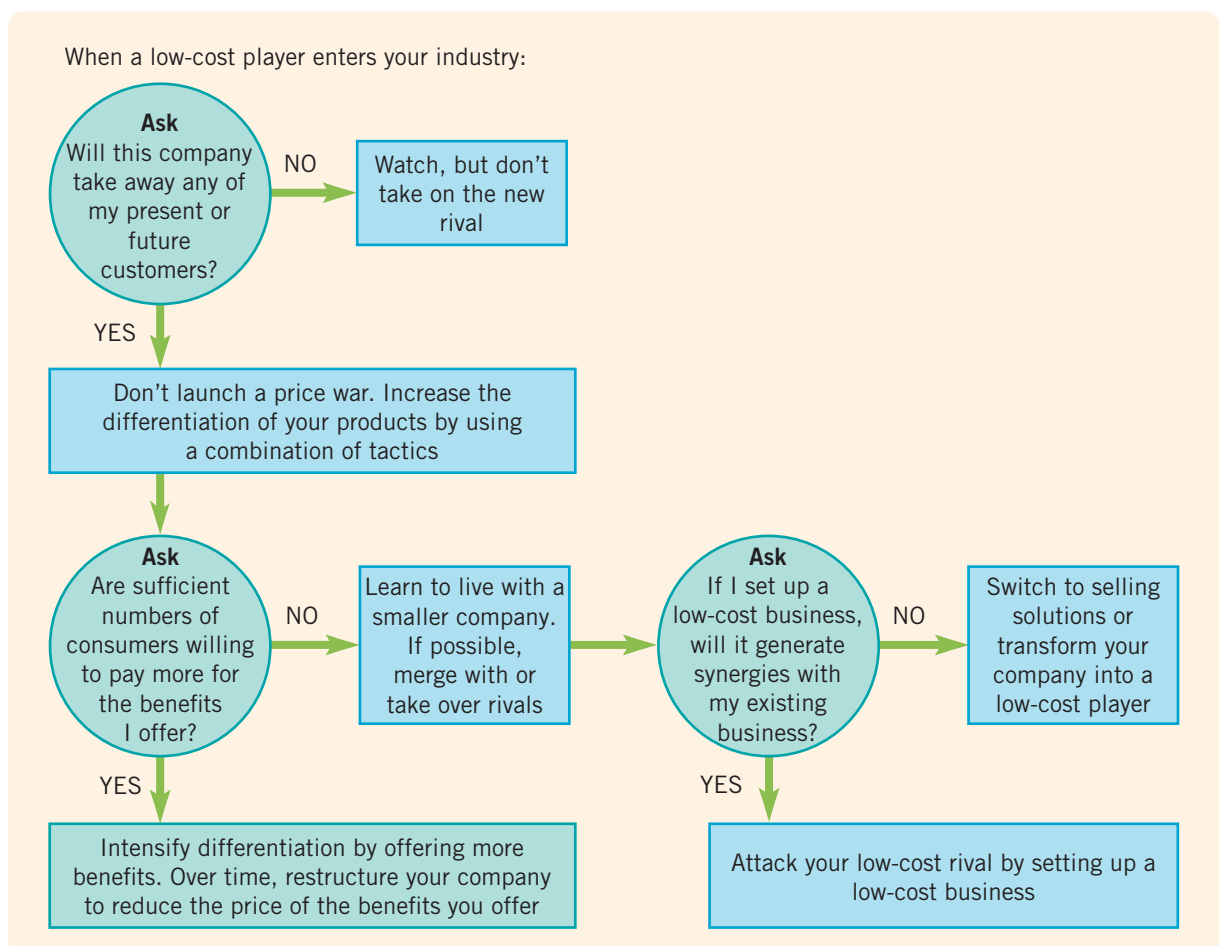 When a low-cost player enters your industry:
Ask
Will this company
take away any of
my present or
future
customers?
NO
Watch, but don’t
take on the new
rival
YES
Don’t launch a price war. Increase the
differentiation of your products by using
a combination of tactics
Ask
Are sufficient
numbers of
consumers willing
to pay more for
the benefits
I offer?
NO
Learn to live with a
smaller company.
If possible,
merge with or
take over rivals
Ask
If I set up a
low-cost business,
will it generate
synergies with
my existing
business?
NO
Switch to selling
solutions or
transform your
company into a
low-cost player
YES
Intensify differentiation by offering more
benefits. Over time, restructure your company
to reduce the price of the benefits you offer
YES
Attack your low-cost rival by setting up a
low-cost business